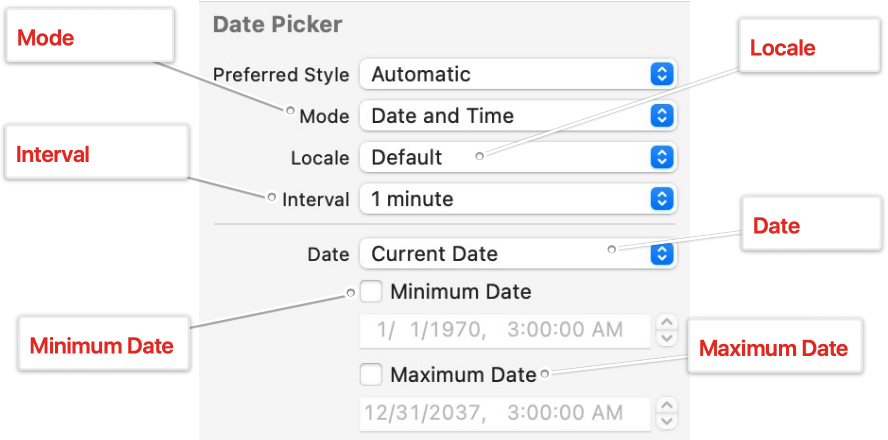 Date Picker
Mode
Locale
Preferred Style Automatic
Mode Date and Time
Interval
Locale Default
Interval 1 minute
Date
Date Current Date
Minimum Date
Minimum Date
1/ 1/1970, 3:00:00 AM
Maximum Date
Maximum Date
12/31/2037, 3:00:00 AM